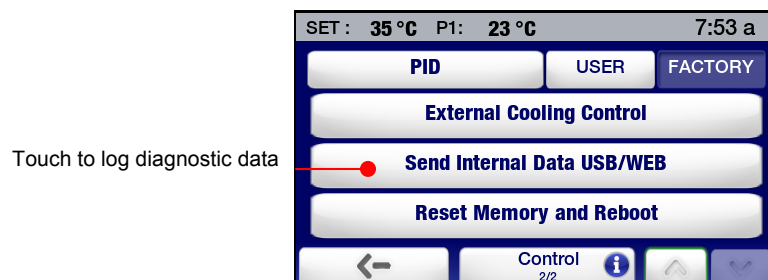 SET : 35 °C P1: 23 °C 7:53 a
PID USER FACTORY
External Cooling Control
Touch to log diagnostic data
Send Internal Data USB/WEB
Reset Memory and Reboot
Control
2/2